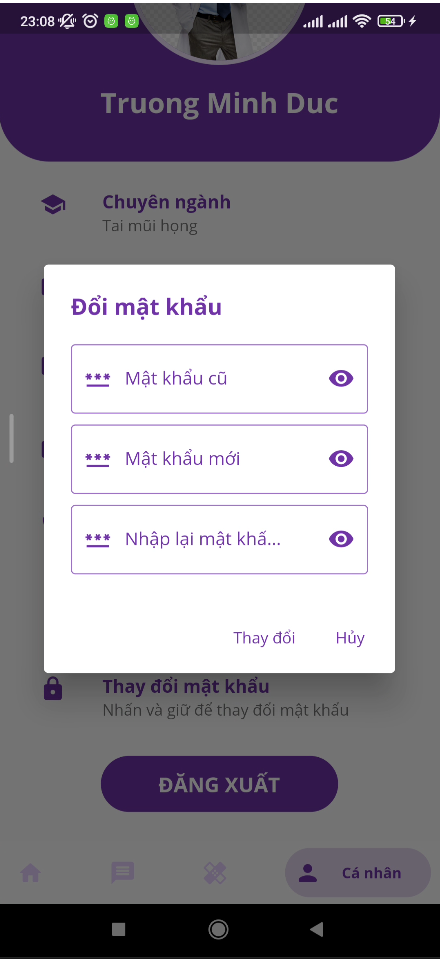 23:08
54
Truong Minh Duc
Chuyên ngành
Tai mũi họng
Đổi mật khẩu
*** Mật khẩu cũ
*** Mật khẩu mới
*** Nhập lại mật khẩ...
Thay đổi Hủy
Thay đổi mật khẩu
Nhấn và giữ để thay đổi mật khẩu
ĐĂNG XUẤT
Cá nhân